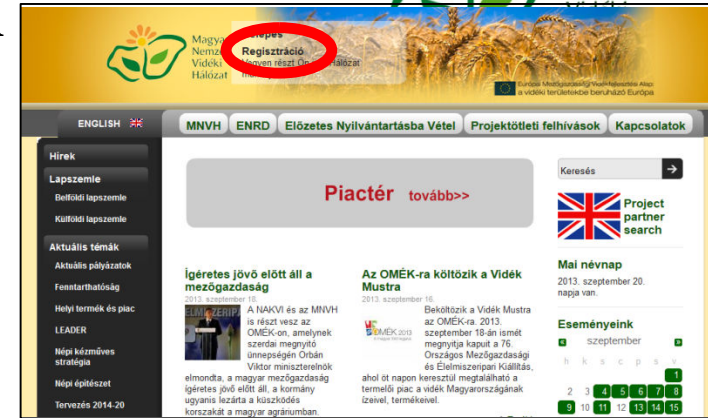 Magyar
Nemzeti
Vidéki
Hálózat
Regisztráció
Vegyen részt Ön
Hálózat
a vidéki területekbe beruházó Európa
ENGLISH
MNVH ENRD Előzetes Nyilvántartásba Vétel Projektötleti felhívások Kapcsolatok
Hírek
Lapszemle
Belföldi lapszemle
Külföldi lapszemle
Aktuális témák
Aktuális pályázatok
Fenntarthatóság
Helyi termék és piac
LEADER
Népi kézműves
stratégia
Népi építészet
Tervezés 2014-20
Piactér tovább>>
Ígéretes jövő előtt áll a
mezőgazdaság
2013. szeptember 18.
A NAKVI és az MNVH
is részt vesz az
OMÉK-on, amelynek
szerdai megnyitó
ünnepségén Orbán
Viktor miniszterelnök
elmondta, a magyar mezőgazdaság
ígéretes jövő előtt áll, a kormány
ugyanis lezárta a küszködés
korszakát a magyar agráriumban.
Az OMÉK-ra költözik a Vidék
Mustra
2013. szeptember 16.
OMÉK 2013
Beköltözik a Vidék Mustra
az OMÉK-ra. 2013.
szeptember 18-án ismét
megnyitja kapuit a 76.
Országos Mezőgazdasági
és Élelmiszeripari Kiállítás,
ahol öt napon keresztül megtalálható a
termelői piac a vidék Magyarországának
ízeivel, termékeivel.
Keresés
Project
partner
search
Mai névnap
2013. szeptember 20.
napja van.
Eseményeink
szeptember
h k s c p s v
1
2 3 4 5 6 7 8
9 10 11 12 13 14 15